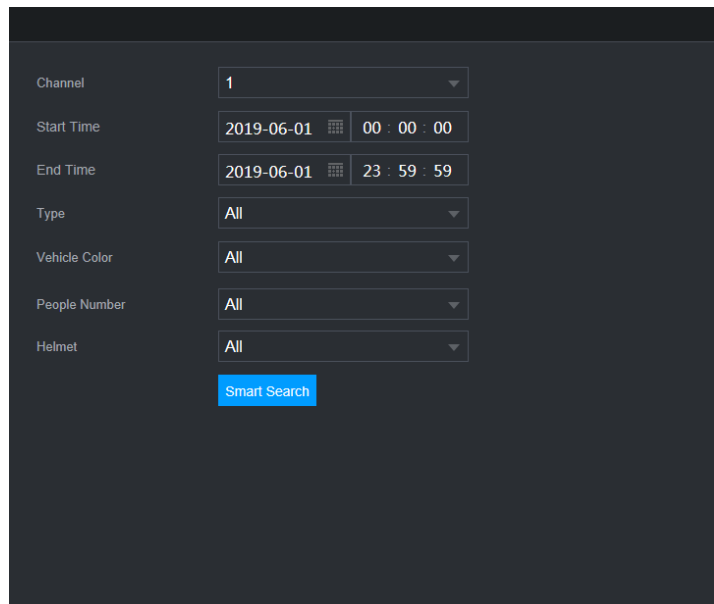 Channel 1
Start Time 2019-06-01 00 : 00 : 00
End Time 2019-06-01 23 : 59 : 59
Type All
Vehicle Color All
People Number All
Helmet All
Smart Search